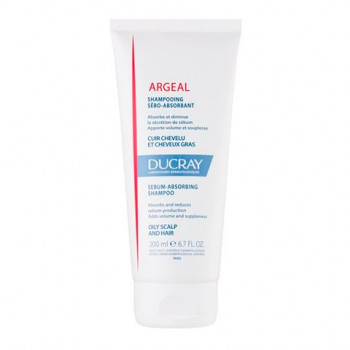 ARGEAL
SHAMPOOING
SÉBO-ABSORBANT
Absorbe et diminue
la sécrétion de sébum
Apporte volume et souplesse
CUIR CHEVELU
ET CHEVEUX GRAS
DUCRAY
LABORATOIRES DERMATOLOGIQUES
SEBUM-ABSORBING
SHAMPOO
Absorbs and reduces
sebum production
Adds volume and suppleness
OILY SCALP
AND HAIR
200 ml e 6.7 FL.OZ.
PARIS